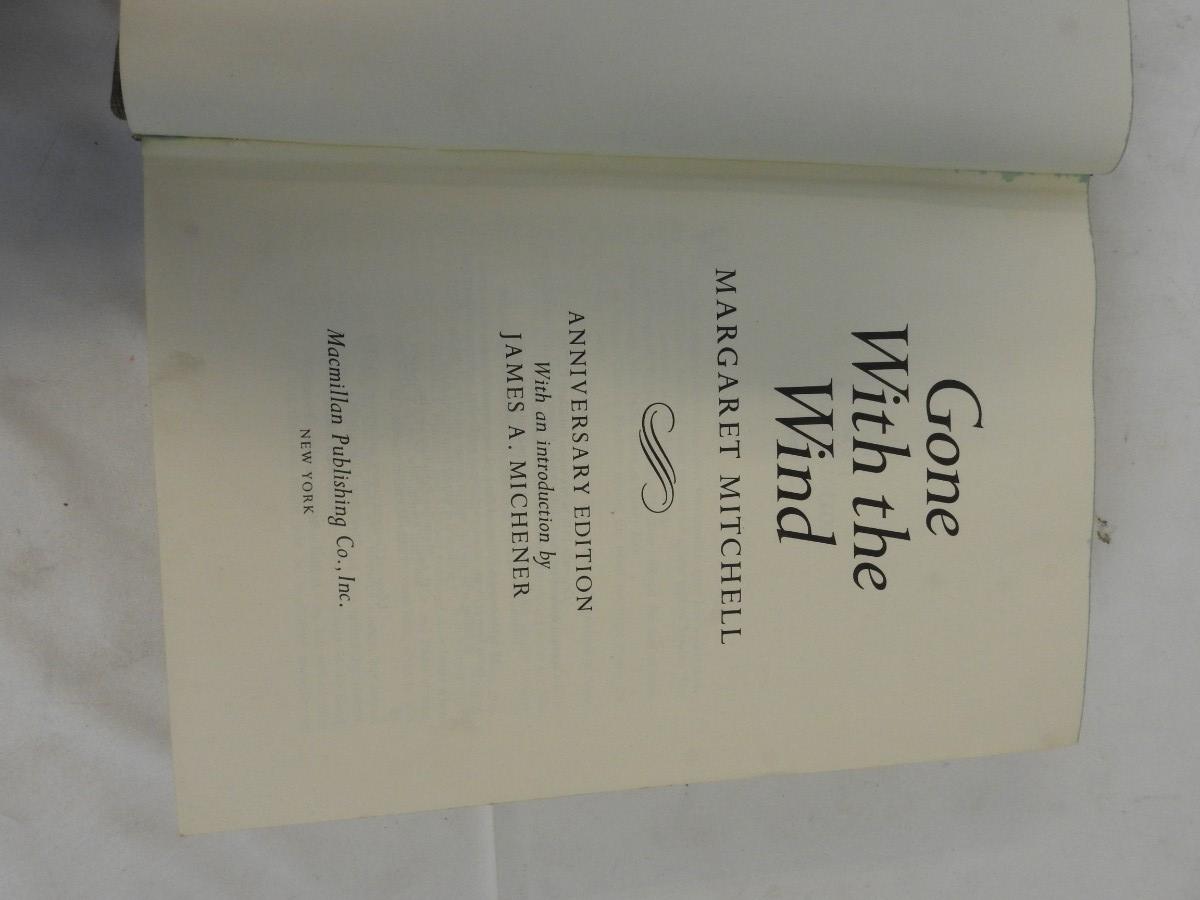 Gone
With the
Wind
MARGARET MITCHELL
ANNIVERSARY EDITION
With an introduction by
JAMES A. MICHENER
Macmillan Publishing Co., Inc.
NEW YORK